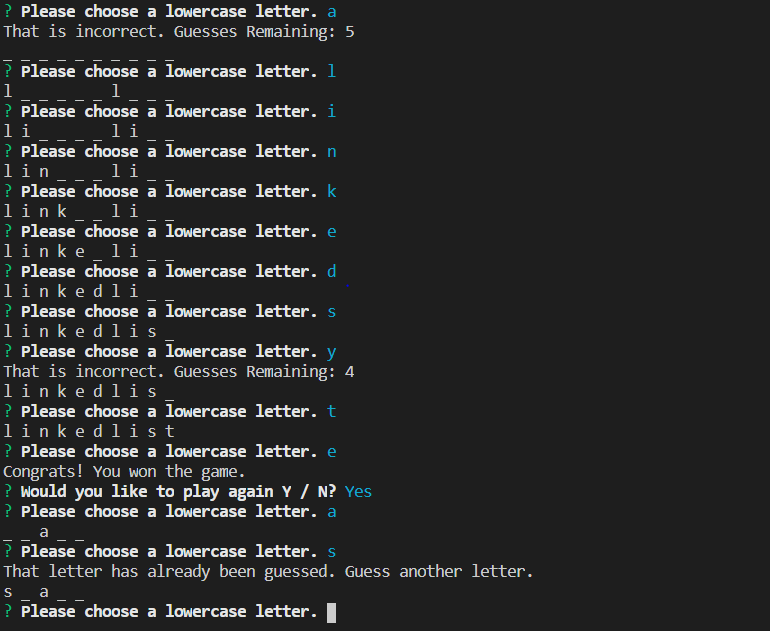 ? Please choose a lowercase letter. a
That is incorrect. Guesses Remaining: 5
_ _ _ _ _ _ _ _ _ _
? Please choose a lowercase letter. l
l _ _ _ _ _ l _ _ _
? Please choose a lowercase letter. i
l i _ _ _ _ l i _ _
? Please choose a lowercase letter. n
l i n _ _ _ l i _ _
? Please choose a lowercase letter. k
l i n k _ _ l i _ _
? Please choose a lowercase letter. e
l i n k e _ l i _ _
? Please choose a lowercase letter. d
l i n k e d l i _ _
? Please choose a lowercase letter. s
l i n k e d l i s _
? Please choose a lowercase letter. y
That is incorrect. Guesses Remaining: 4
l i n k e d l i s _
? Please choose a lowercase letter. t
l i n k e d l i s t
? Please choose a lowercase letter. e
Congrats! You won the game.
? Would you like to play again Y / N? Yes
? Please choose a lowercase letter. a
_ _ a _ _
? Please choose a lowercase letter. s
That letter has already been guessed. Guess another letter.
s _ a _ _
? Please choose a lowercase letter.